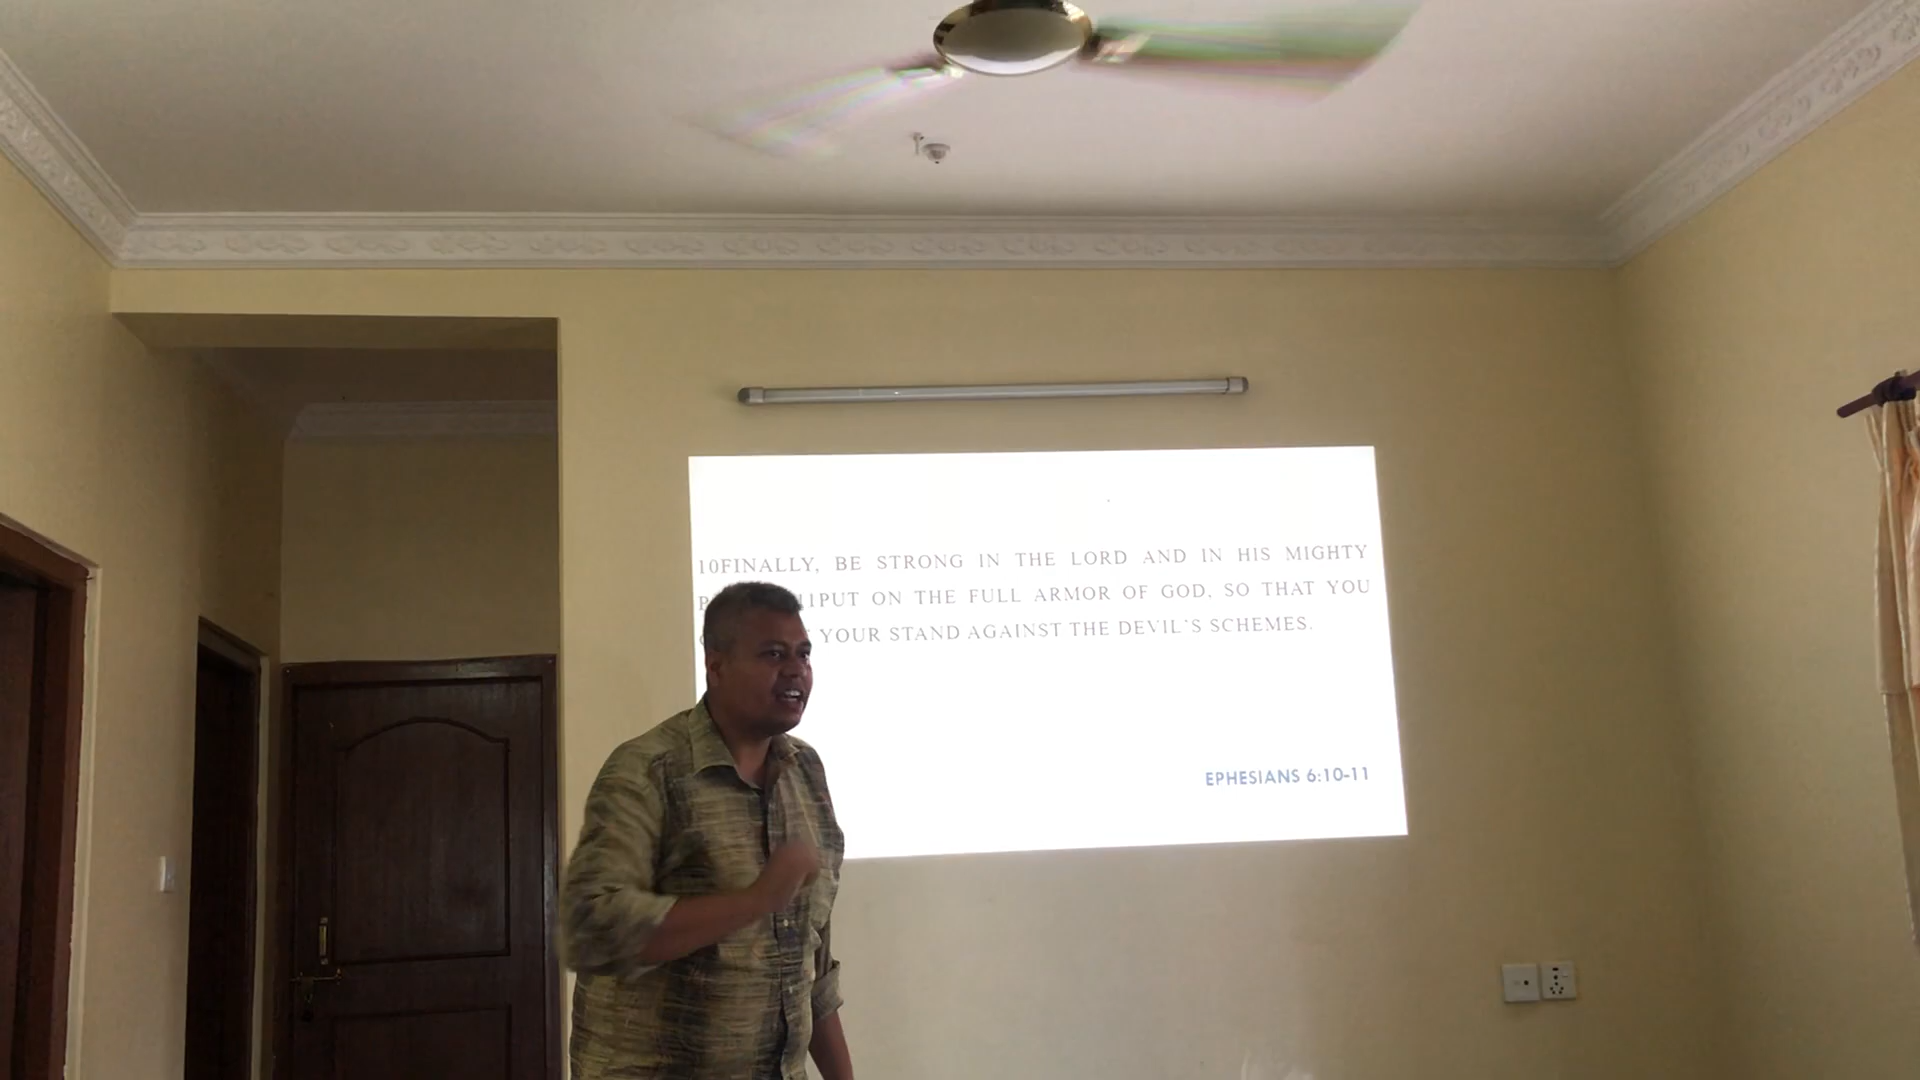 10FINALLY, BE STRONG IN THE LORD AND IN HIS MIGHTY
11PUT ON THE FULL ARMOR OF GOD, SO THAT YOU
YOUR STAND AGAINST THE DEVIL'S SCHEMES.
EPHESIANS 6:10-11